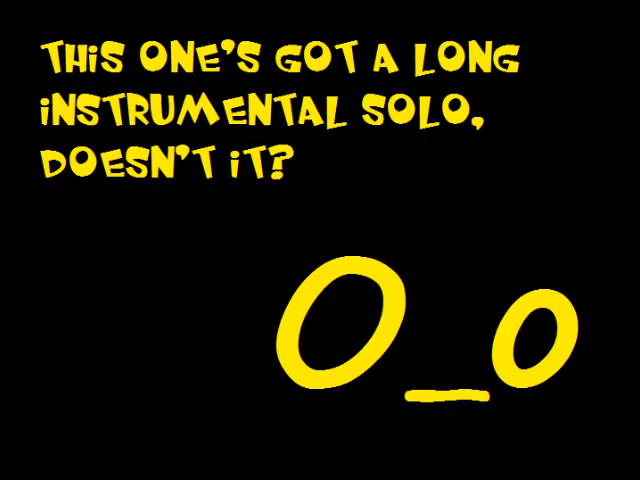 THiS ONE'S GOT A LONG
iNSTRUMENTAL SOLO,
DOESN'T iT?
O_o